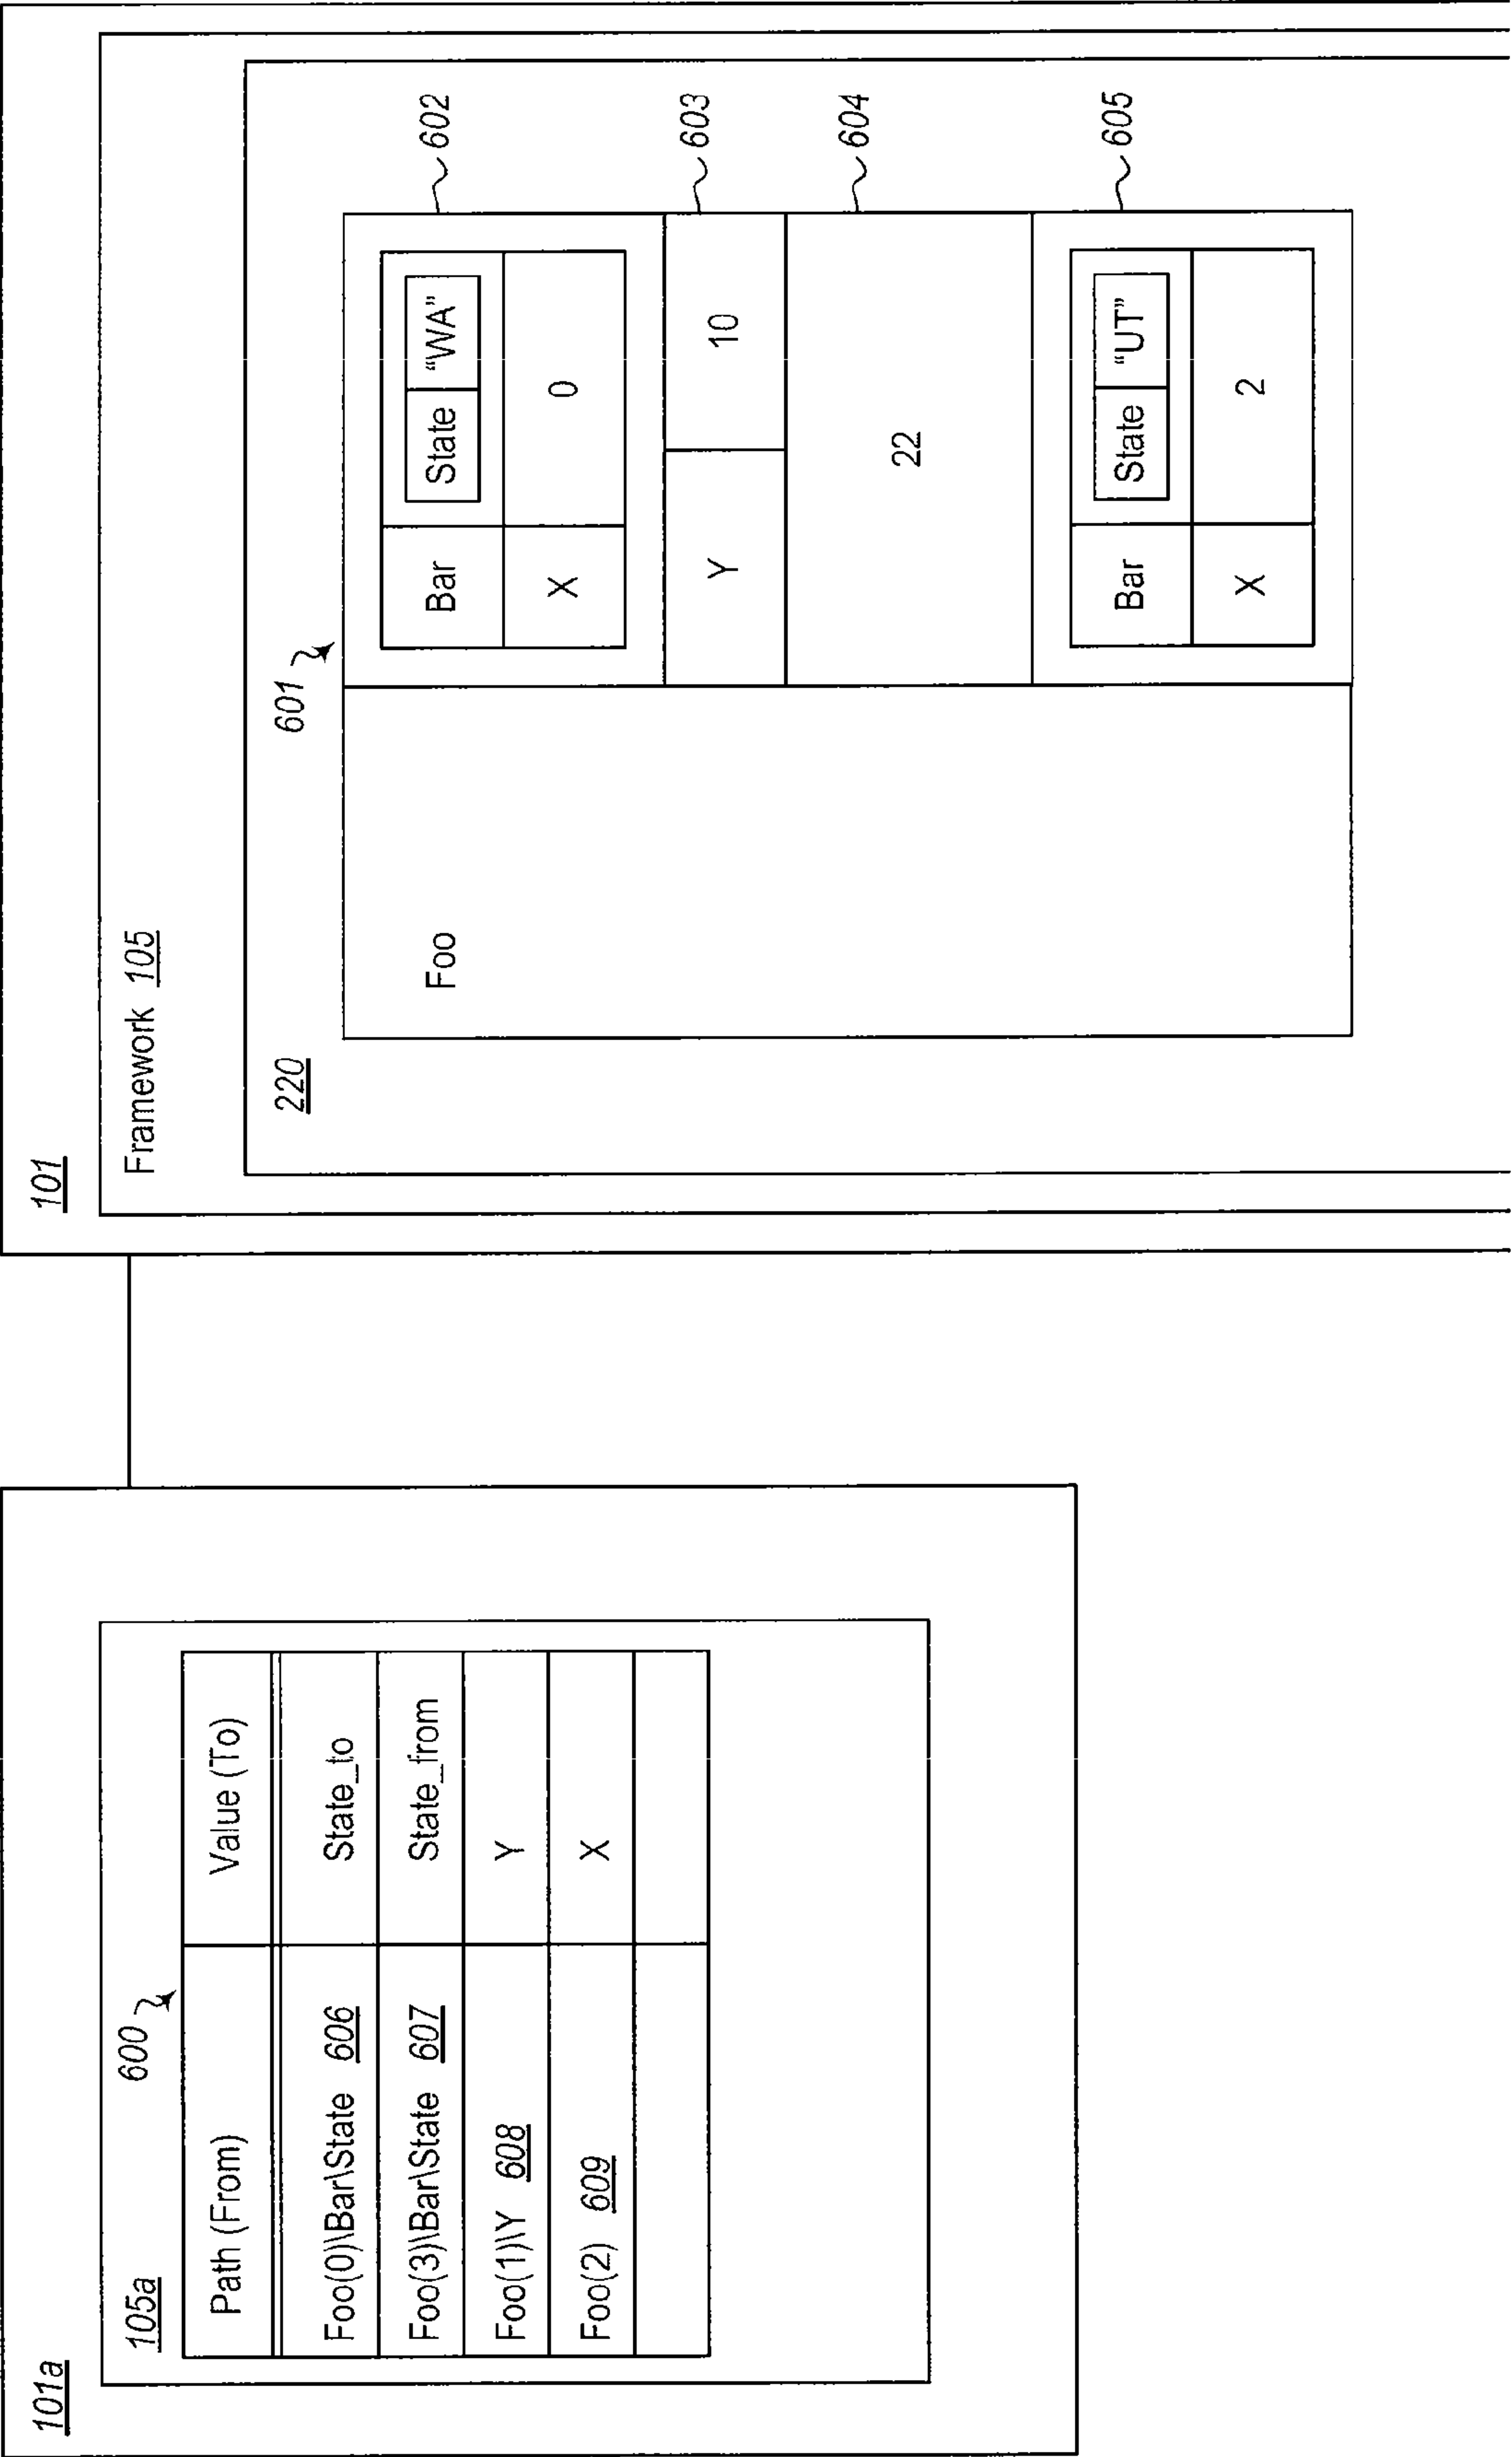 101a
105a
600
Path (From) Value (To)
Foo(0)\Bar\State 606 State_to
Foo(3)\Bar\State 607 State_from
Foo(1)\Y 608 Y
Foo(2) 609 X
101
Framework 105
220
601
Foo
Bar State "WA" 602
X 0
Y 10 603
22 604
Bar State "UT" 605
X 2